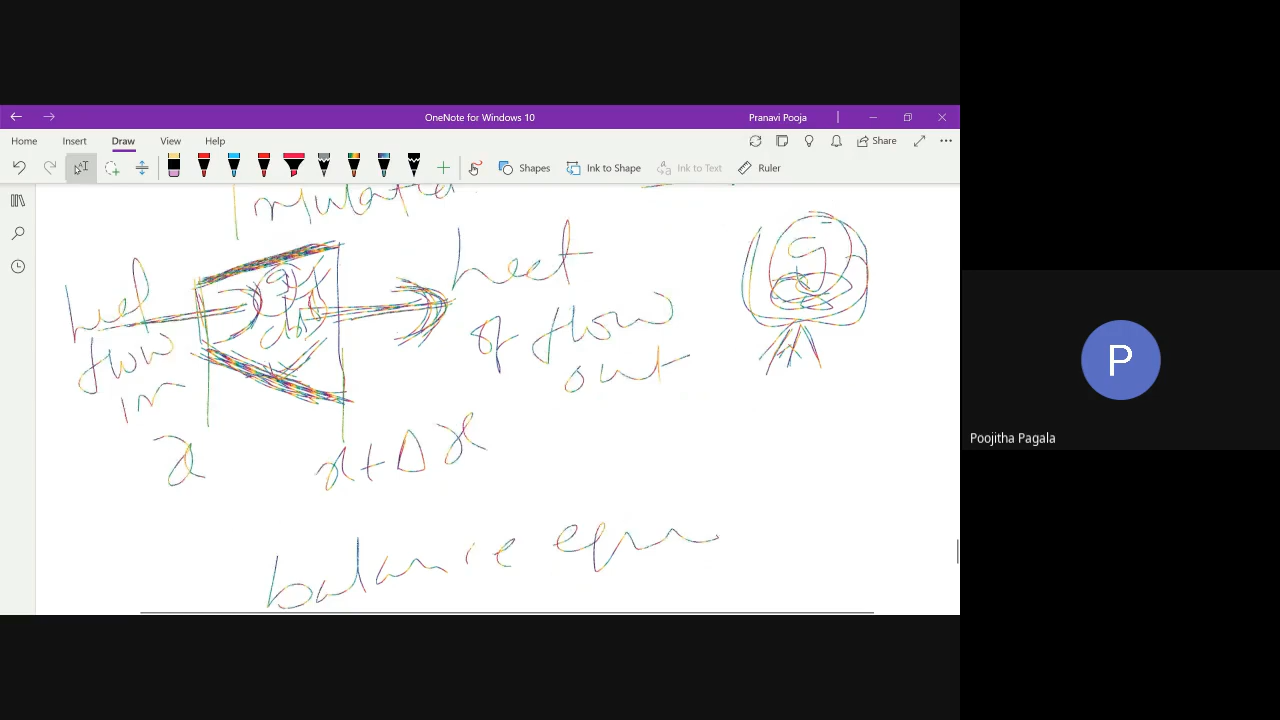 OneNote for Windows 10
Pranavi Pooja
Home Insert Draw View Help
Share
Shapes Ink to Shape Ink to Text Ruler
heat
flow
in
heat
of flow
out
x
x + Δx
balance eqn
P
Poojitha Pagala